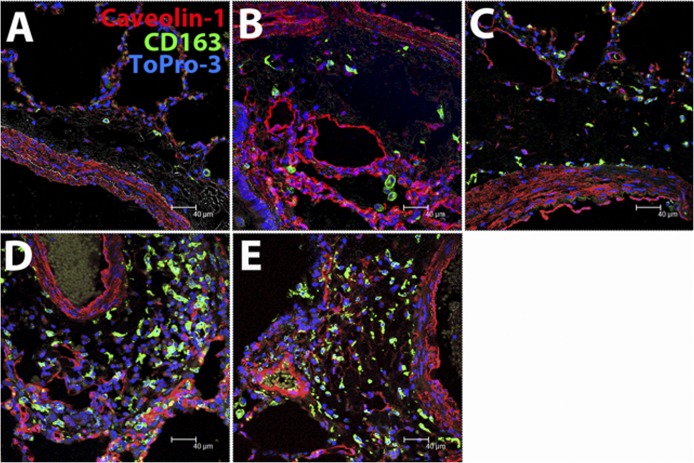 A
Caveolin-1
CD163
ToPro-3
40 µm
B
40 µm
C
40 µm
D
40 µm
E
40 µm